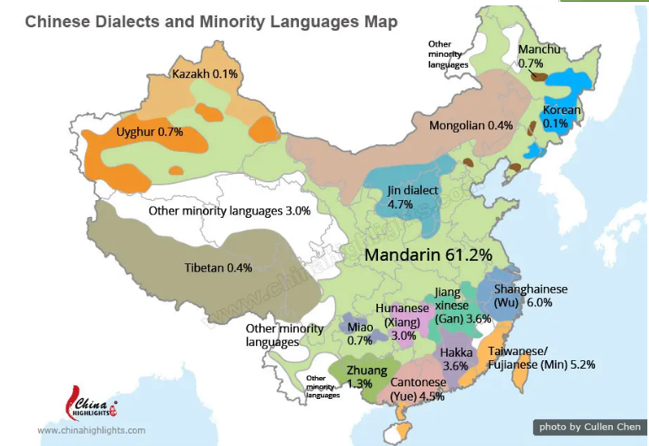 Chinese Dialects and Minority Languages Map
Other
minority
languages
Manchu
0.7%
Kazakh 0.1%
Korean
0.1%
Uyghur 0.7%
Mongolian 0.4%
Jin dialect
4.7%
Other minority languages 3.0%
Mandarin 61.2%
Tibetan 0.4%
Shanghainese
(Wu) 6.0%
Jiang
xinese
(Gan) 3.6%
Hunanese
(Xiang)
3.0%
Other minority
languages
Miao
0.7%
Hakka
3.6%
Taiwanese/
Fujianese (Min) 5.2%
Zhuang
1.3%
Other
minority
languages
Cantonese
(Yue) 4.5%
China
HIGHLIGHTS
www.chinahighlights.com
photo by Cullen Chen
www.chinahighlights.com